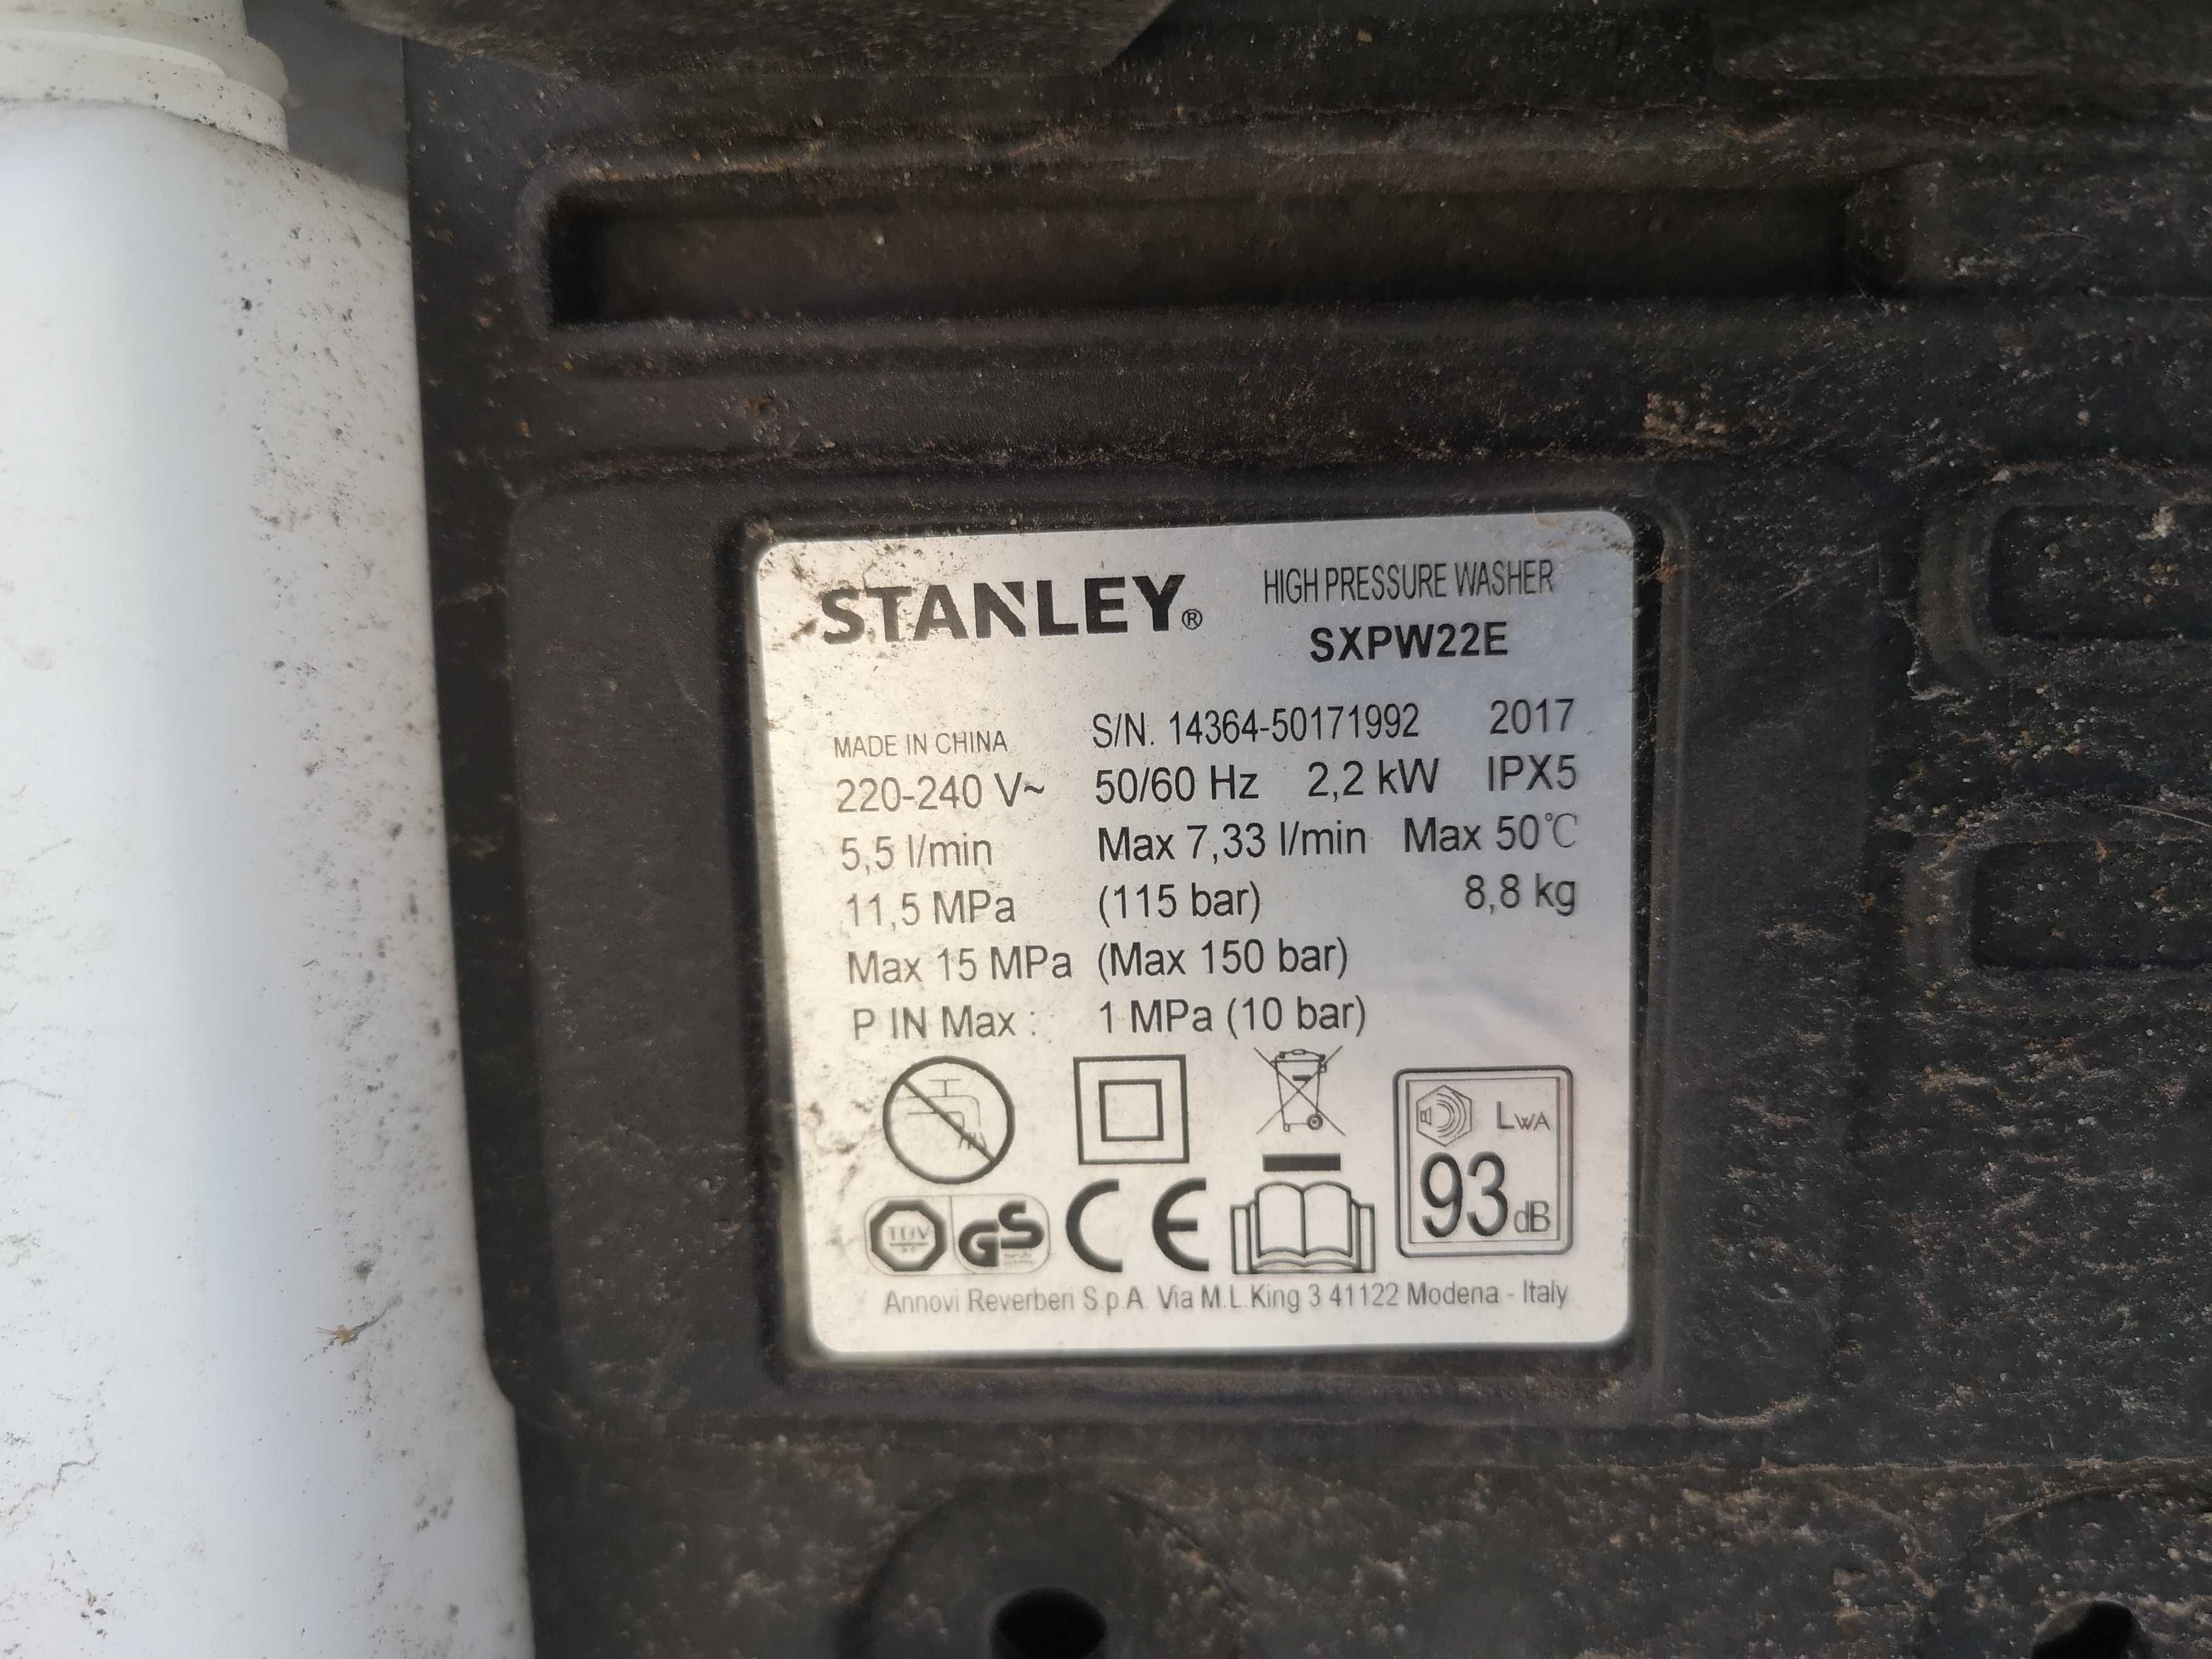 STANLEY® HIGH PRESSURE WASHER
SXPW22E
S/N. 14364-50171992 2017
MADE IN CHINA
220-240 V~ 50/60 Hz 2,2 kW IPX5
5,5 l/min Max 7,33 l/min Max 50℃
11,5 MPa (115 bar) 8,8 kg
Max 15 MPa (Max 150 bar)
P IN Max : 1 MPa (10 bar)
LWA
93 dB
TÜV GS CE
Annovi Reverberi S.p.A. Via M.L.King 3 41122 Modena - Italy